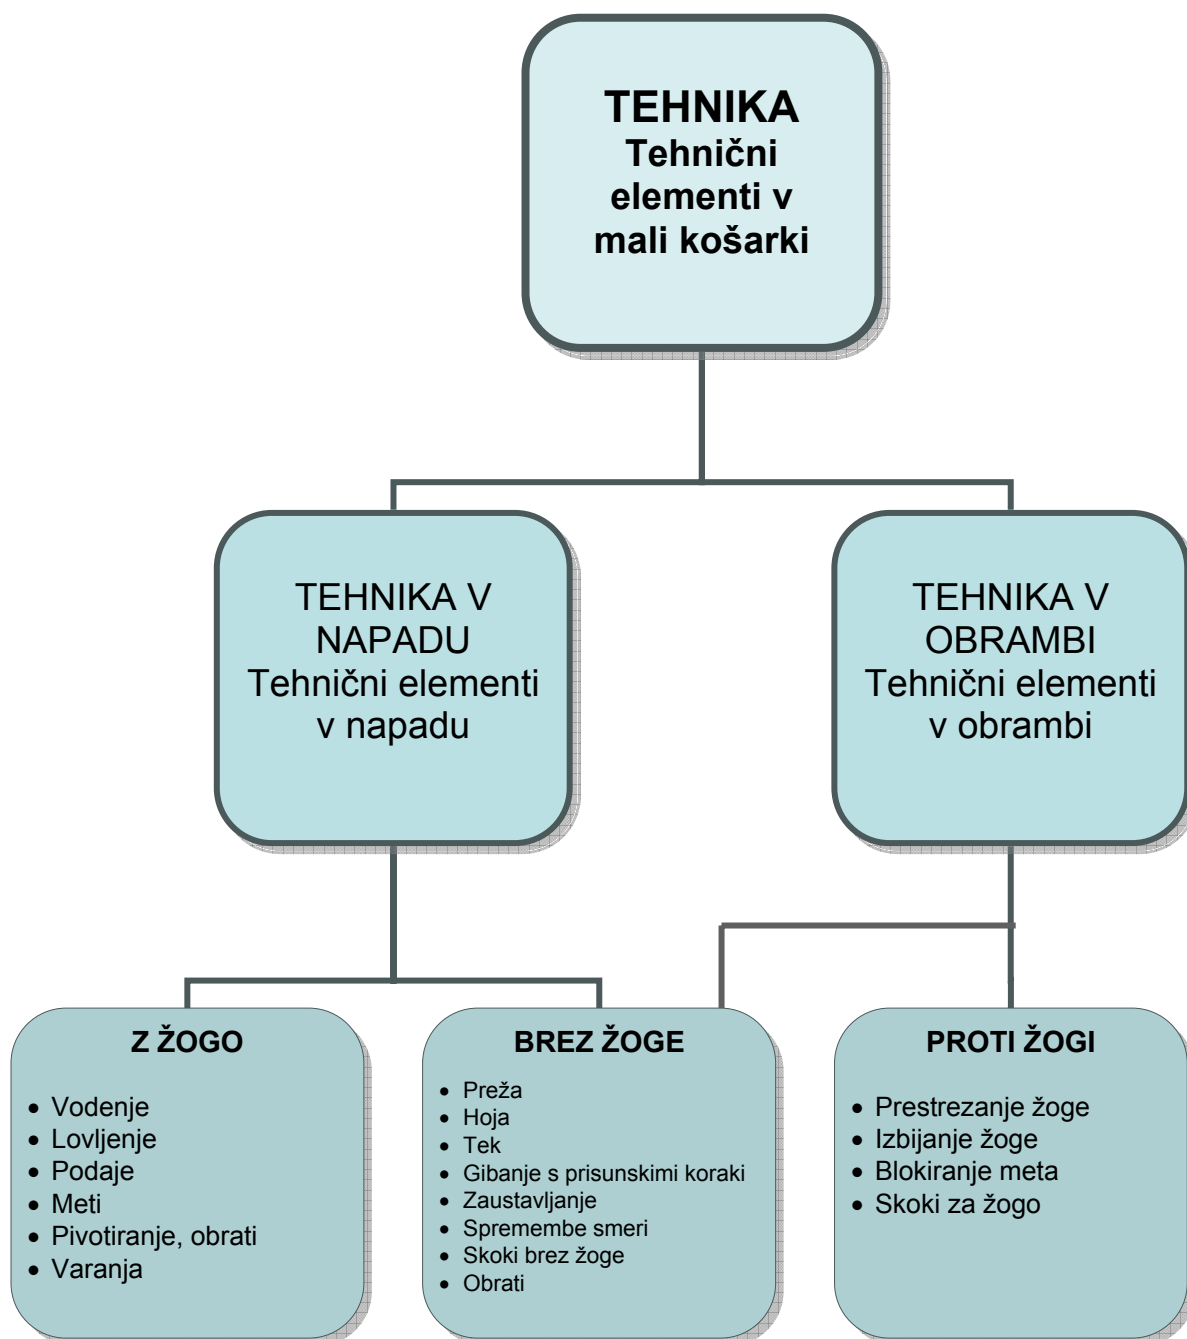 TEHNIKA
Tehnični
elementi v
mali košarki
TEHNIKA V
NAPADU
Tehnični elementi
v napadu
TEHNIKA V
OBRAMBI
Tehnični elementi
v obrambi
Z ŽOGO
• Vodenje
• Lovljenje
• Podaje
• Meti
• Pivotiranje, obrati
• Varanja
BREZ ŽOGE
• Preža
• Hoja
• Tek
• Gibanje s prisunskimi koraki
• Zaustavljanje
• Spremembe smeri
• Skoki brez žoge
• Obrati
PROTI ŽOGI
• Prestrezanje žoge
• Izbijanje žoge
• Blokiranje meta
• Skoki za žogo